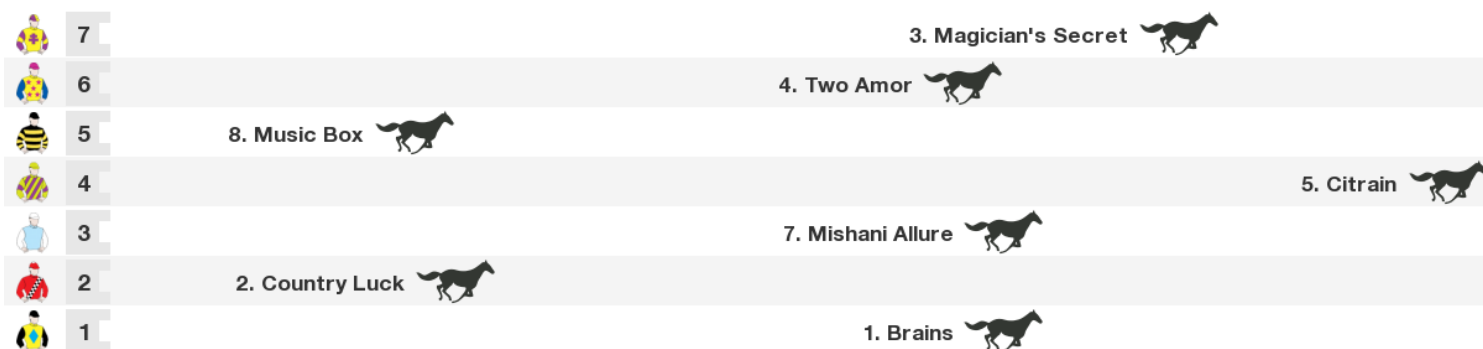 7 3. Magician's Secret
6 4. Two Amor
5 8. Music Box
4 5. Citrain
3 7. Mishani Allure
2 2. Country Luck
1 1. Brains